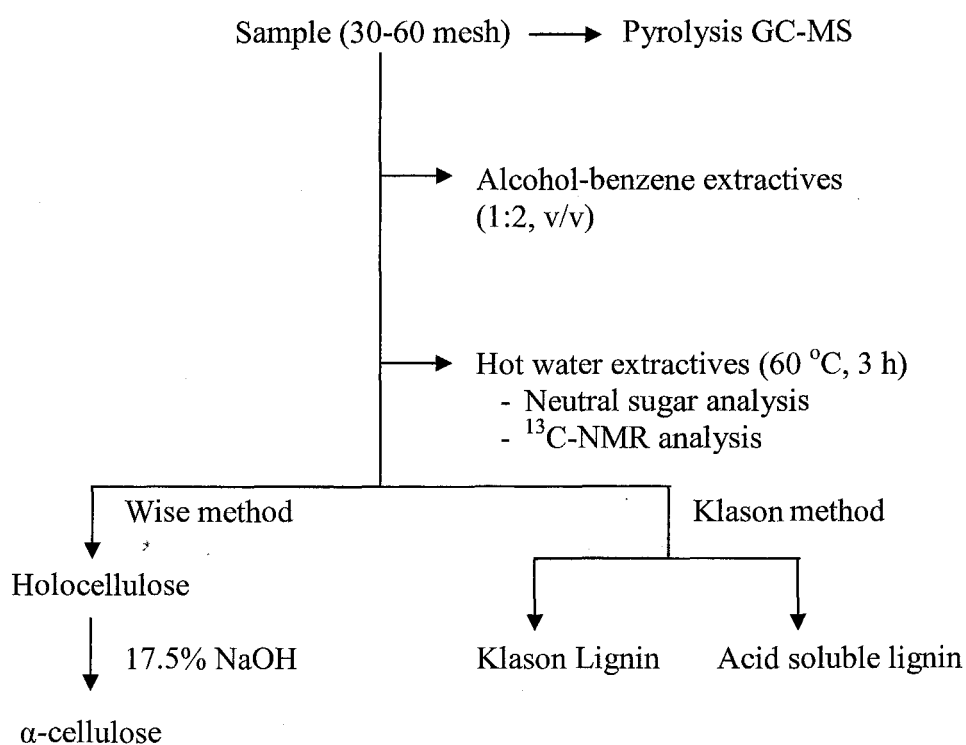 Sample (30-60 mesh) Pyrolysis GC-MS
Alcohol-benzene extractives
(1:2, v/v)
Hot water extractives (60 °C, 3 h)
- Neutral sugar analysis
- ¹³C-NMR analysis
Wise method
Klason method
Holocellulose
17.5% NaOH
Klason Lignin
Acid soluble lignin
α-cellulose